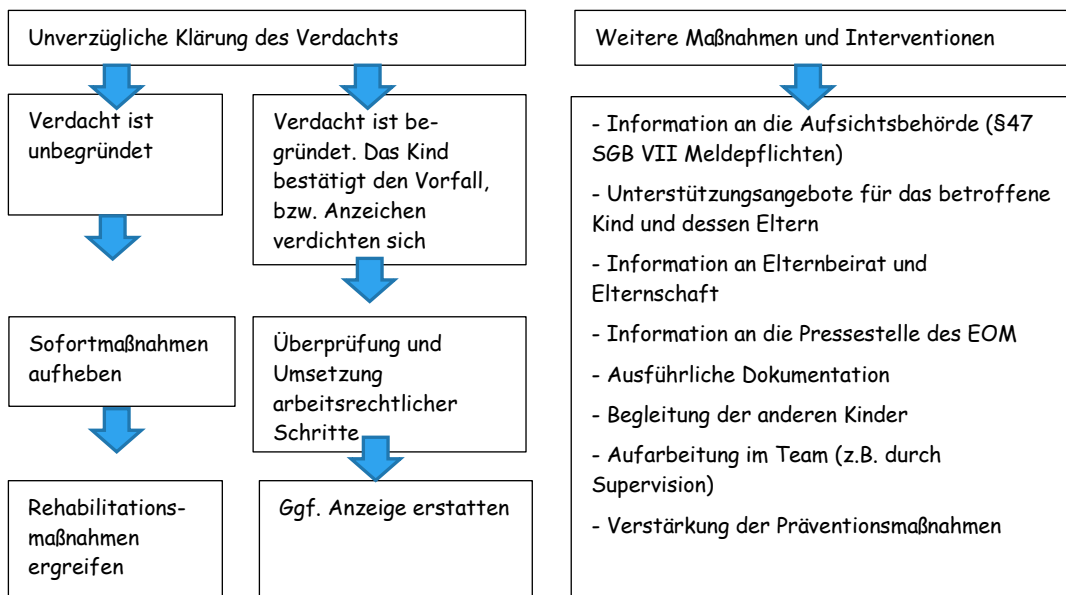 Unverzügliche Klärung des Verdachts
Verdacht ist
unbegründet
Verdacht ist be-
gründet. Das Kind
bestätigt den Vorfall,
bzw. Anzeichen
verdichten sich
Sofortmaßnahmen
aufheben
Überprüfung und
Umsetzung
arbeitsrechtlicher
Schritte
Rehabilitations-
maßnahmen
ergreifen
Ggf. Anzeige erstatten
Weitere Maßnahmen und Interventionen
- Information an die Aufsichtsbehörde (§47
SGB VII Meldepflichten)
- Unterstützungsangebote für das betroffene
Kind und dessen Eltern
- Information an Elternbeirat und
Elternschaft
- Information an die Pressestelle des EOM
- Ausführliche Dokumentation
- Begleitung der anderen Kinder
- Aufarbeitung im Team (z.B. durch
Supervision)
- Verstärkung der Präventionsmaßnahmen